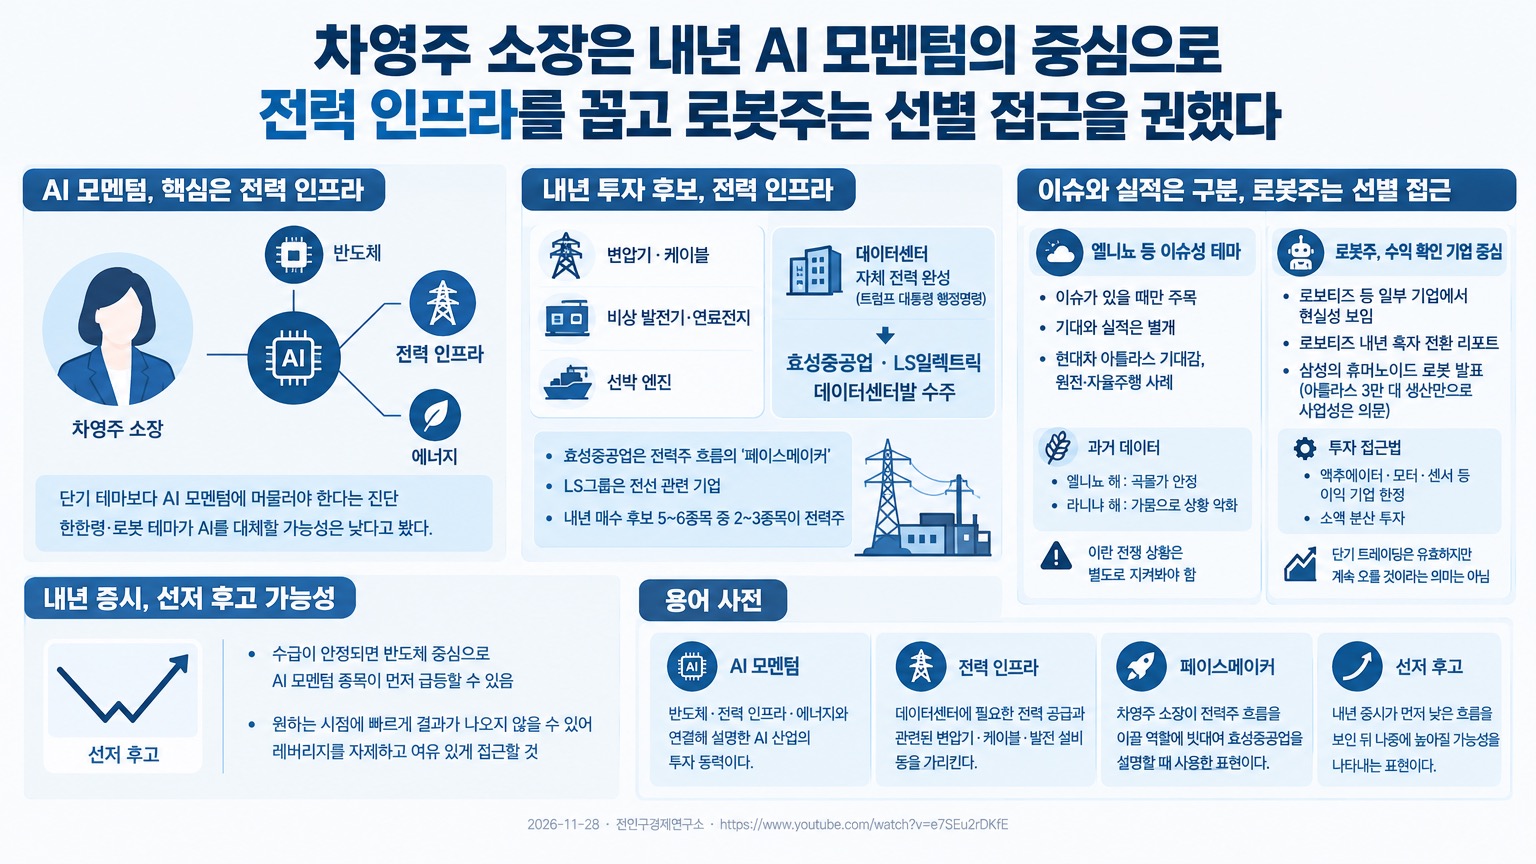 차영주 소장은 내년 AI 모멘텀의 중심으로
전력 인프라를 꼽고 로봇주는 선별 접근을 권했다
AI 모멘텀, 핵심은 전력 인프라
반도체
AI
전력 인프라
에너지
차영주 소장
단기 테마보다 AI 모멘텀에 머물러야 한다는 진단
한한령·로봇 테마가 AI를 대체할 가능성은 낮다고 봤다.
내년 투자 후보, 전력 인프라
변압기 · 케이블
비상 발전기·연료전지
선박 엔진
데이터센터
자체 전력 완성
(트럼프 대통령 행정명령)
효성중공업 · LS일렉트릭
데이터센터발 수주
• 효성중공업은 전력주 흐름의 '페이스메이커'
• LS그룹은 전선 관련 기업
• 내년 매수 후보 5~6종목 중 2~3종목이 전력주
이슈와 실적은 구분, 로봇주는 선별 접근
엘니뇨 등 이슈성 테마
• 이슈가 있을 때만 주목
• 기대와 실적은 별개
• 현대차 아틀라스 기대감,
원전·자율주행 사례
과거 데이터
• 엘니뇨 해 : 곡물가 안정
• 라니냐 해 : 가뭄으로 상황 악화
이란 전쟁 상황은
별도로 지켜봐야 함
로봇주, 수익 확인 기업 중심
• 로보티즈 등 일부 기업에서
현실성 보임
• 로보티즈 내년 흑자 전환 리포트
• 삼성의 휴머노이드 로봇 발표
(아틀라스 3만 대 생산만으로
사업성은 의문)
투자 접근법
• 액추에이터 · 모터 · 센서 등
이익 기업 한정
• 소액 분산 투자
단기 트레이딩은 유효하지만
계속 오를 것이라는 의미는 아님
내년 증시, 선저 후고 가능성
선저 후고
• 수급이 안정되면 반도체 중심으로
AI 모멘텀 종목이 먼저 급등할 수 있음
• 원하는 시점에 빠르게 결과가 나오지 않을 수 있어
레버리지를 자제하고 여유 있게 접근할 것
용어 사전
AI
AI 모멘텀
반도체 · 전력 인프라 · 에너지와
연결해 설명한 AI 산업의
투자 동력이다.
전력 인프라
데이터센터에 필요한 전력 공급과
관련된 변압기 · 케이블 · 발전 설비
등을 가리킨다.
페이스메이커
차영주 소장이 전력주 흐름을
이끌 역할에 빗대여 효성중공업을
설명할 때 사용한 표현이다.
선저 후고
내년 증시가 먼저 낮은 흐름을
보인 뒤 나중에 높아질 가능성을
나타내는 표현이다.
2026-11-28 · 전인구경제연구소 · https://www.youtube.com/watch?v=e7SEu2rDKfE